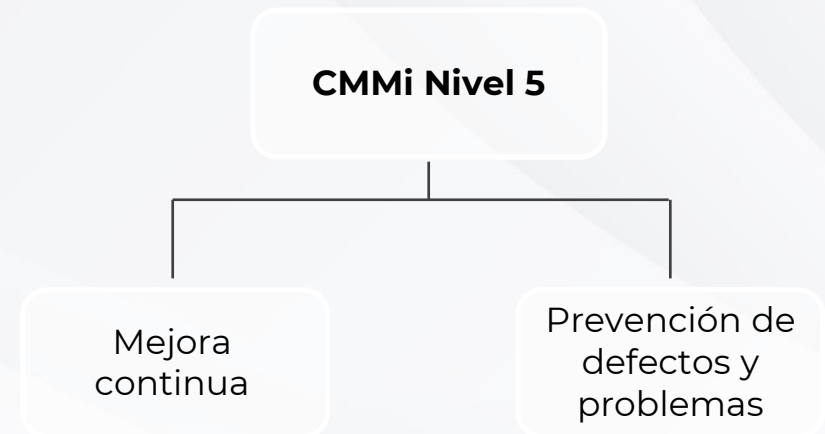 CMMi Nivel 5
Mejora
continua
Prevención de
defectos y
problemas